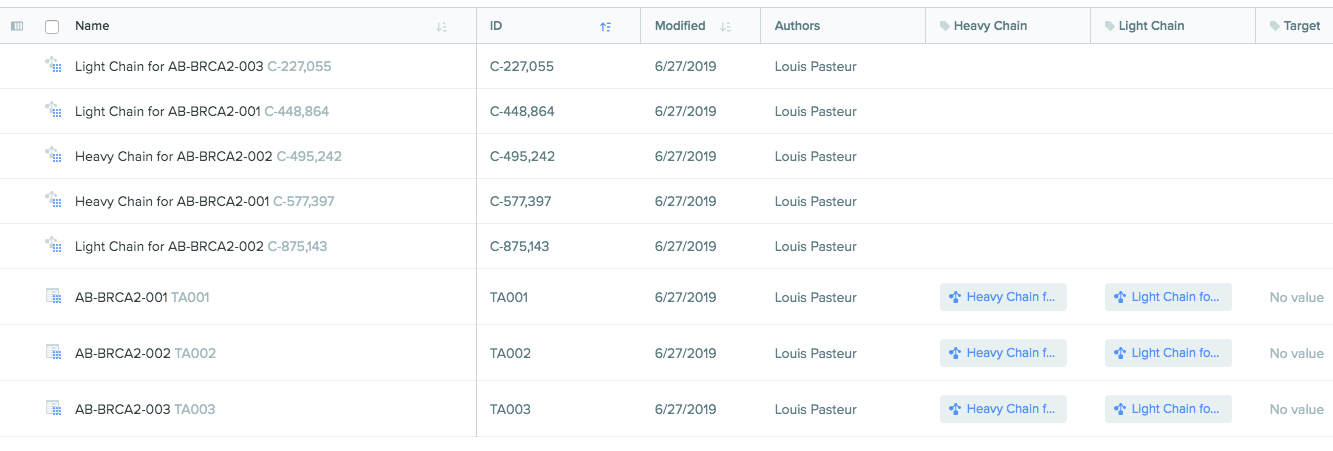 Name ID Modified Authors Heavy Chain Light Chain Target
Light Chain for AB-BRCA2-003 C-227,055 C-227,055 6/27/2019 Louis Pasteur
Light Chain for AB-BRCA2-001 C-448,864 C-448,864 6/27/2019 Louis Pasteur
Heavy Chain for AB-BRCA2-002 C-495,242 C-495,242 6/27/2019 Louis Pasteur
Heavy Chain for AB-BRCA2-001 C-577,397 C-577,397 6/27/2019 Louis Pasteur
Light Chain for AB-BRCA2-002 C-875,143 C-875,143 6/27/2019 Louis Pasteur
AB-BRCA2-001 TA001 TA001 6/27/2019 Louis Pasteur Heavy Chain f... Light Chain fo... No value
AB-BRCA2-002 TA002 TA002 6/27/2019 Louis Pasteur Heavy Chain f... Light Chain fo... No value
AB-BRCA2-003 TA003 TA003 6/27/2019 Louis Pasteur Heavy Chain f... Light Chain fo... No value